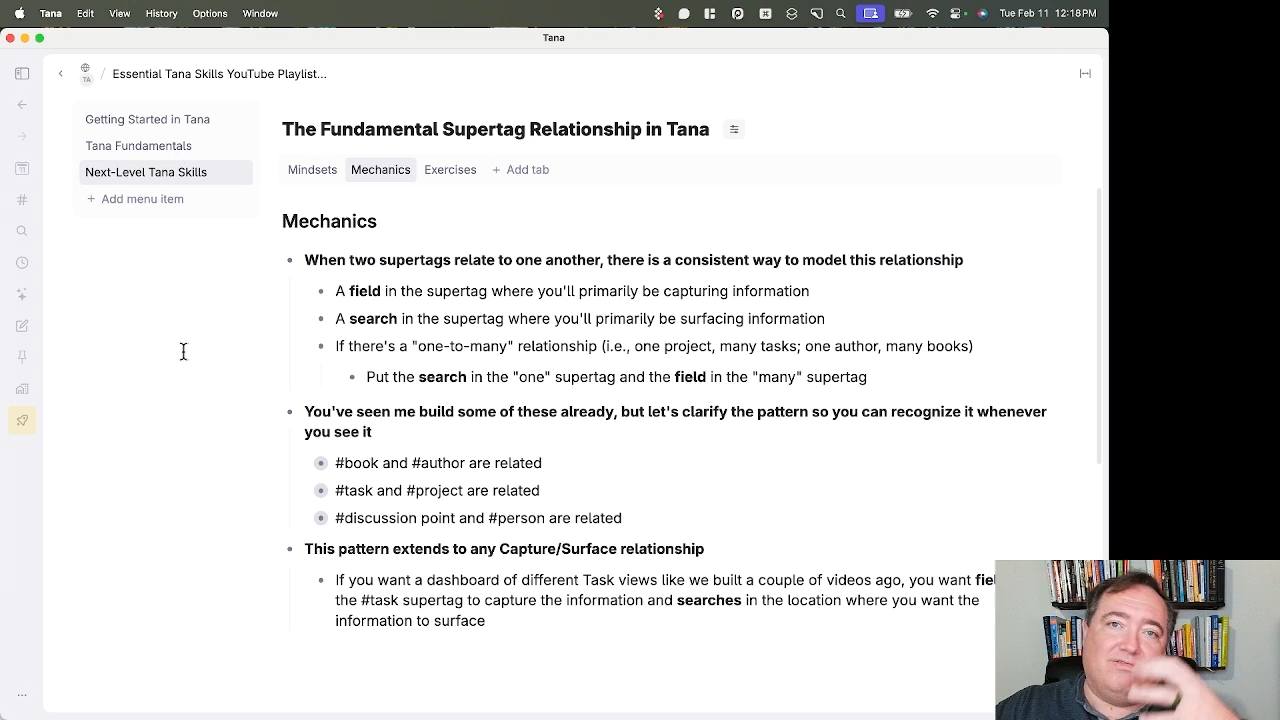 Tana Edit View History Options Window Tue Feb 11 12:18PM
Tana
TA / Essential Tana Skills YouTube Playlist...
Getting Started in Tana
Tana Fundamentals
Next-Level Tana Skills
+ Add menu item
The Fundamental Supertag Relationship in Tana
Mindsets Mechanics Exercises + Add tab
Mechanics
When two supertags relate to one another, there is a consistent way to model this relationship
A field in the supertag where you'll primarily be capturing information
A search in the supertag where you'll primarily be surfacing information
If there's a "one-to-many" relationship (i.e., one project, many tasks; one author, many books)
Put the search in the "one" supertag and the field in the "many" supertag
You've seen me build some of these already, but let's clarify the pattern so you can recognize it whenever
you see it
#book and #author are related
#task and #project are related
#discussion point and #person are related
This pattern extends to any Capture/Surface relationship
If you want a dashboard of different Task views like we built a couple of videos ago, you want
the #task supertag to capture the information and searches in the location where you want the
information to surface